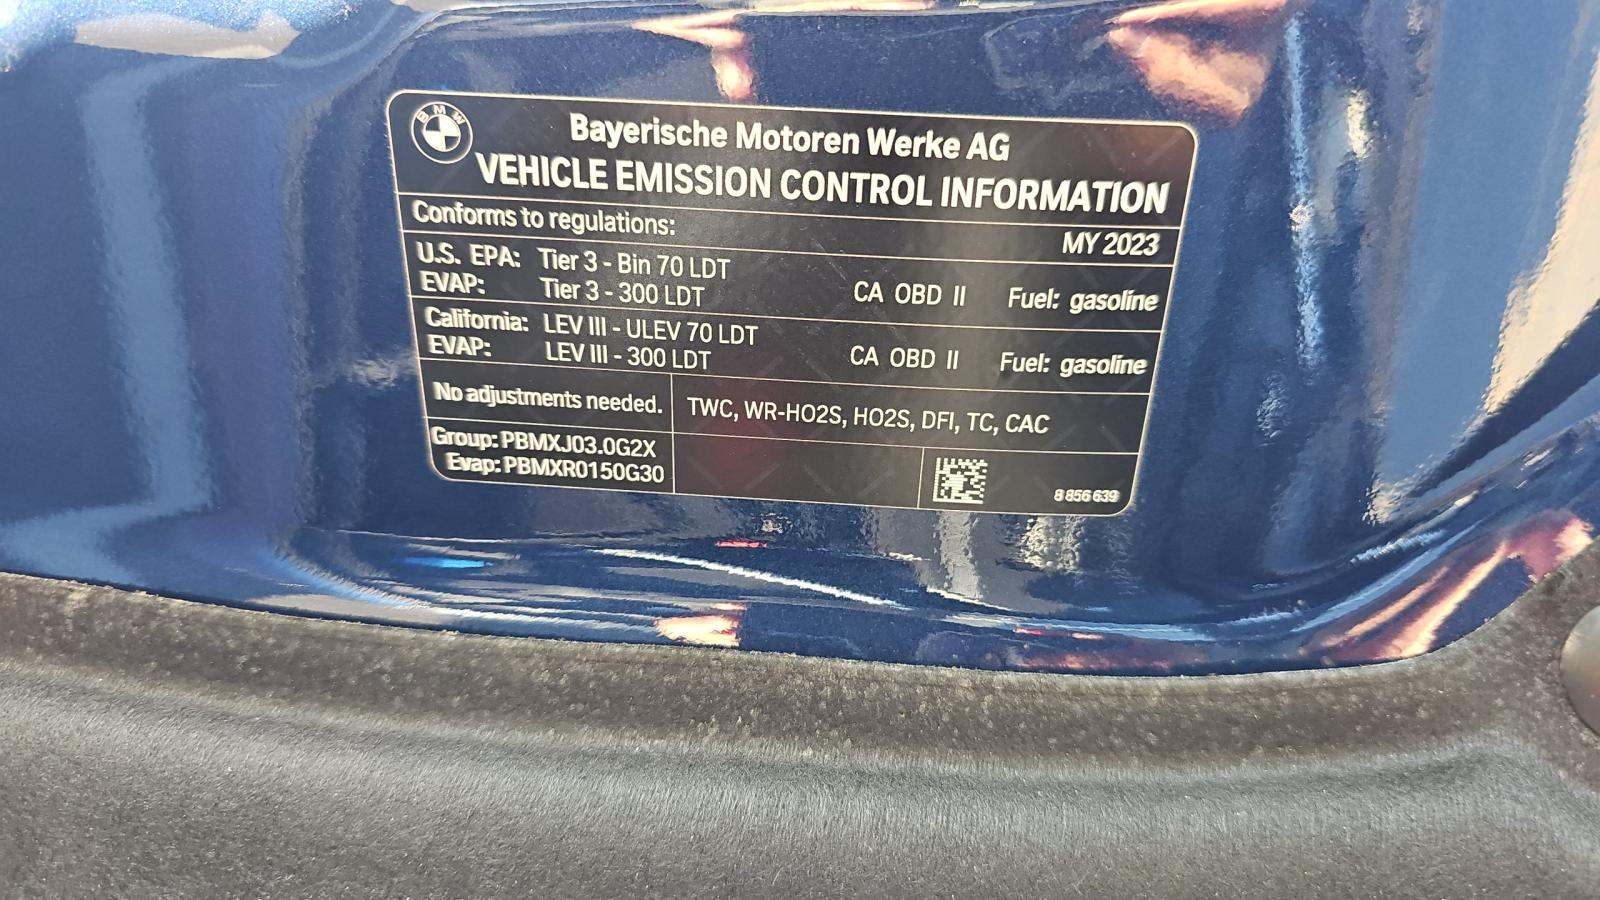 BMW
Bayerische Motoren Werke AG
VEHICLE EMISSION CONTROL INFORMATION
Conforms to regulations:
MY 2023
U.S. EPA: Tier 3 - Bin 70 LDT
EVAP: Tier 3 - 300 LDT CA OBD II Fuel: gasoline
California: LEV III - ULEV 70 LDT
EVAP: LEV III - 300 LDT CA OBD II Fuel: gasoline
No adjustments needed. TWC, WR-HO2S, HO2S, DFI, TC, CAC
Group: PBMXJ03.0G2X
Evap: PBMXR0150G30
8 856 639